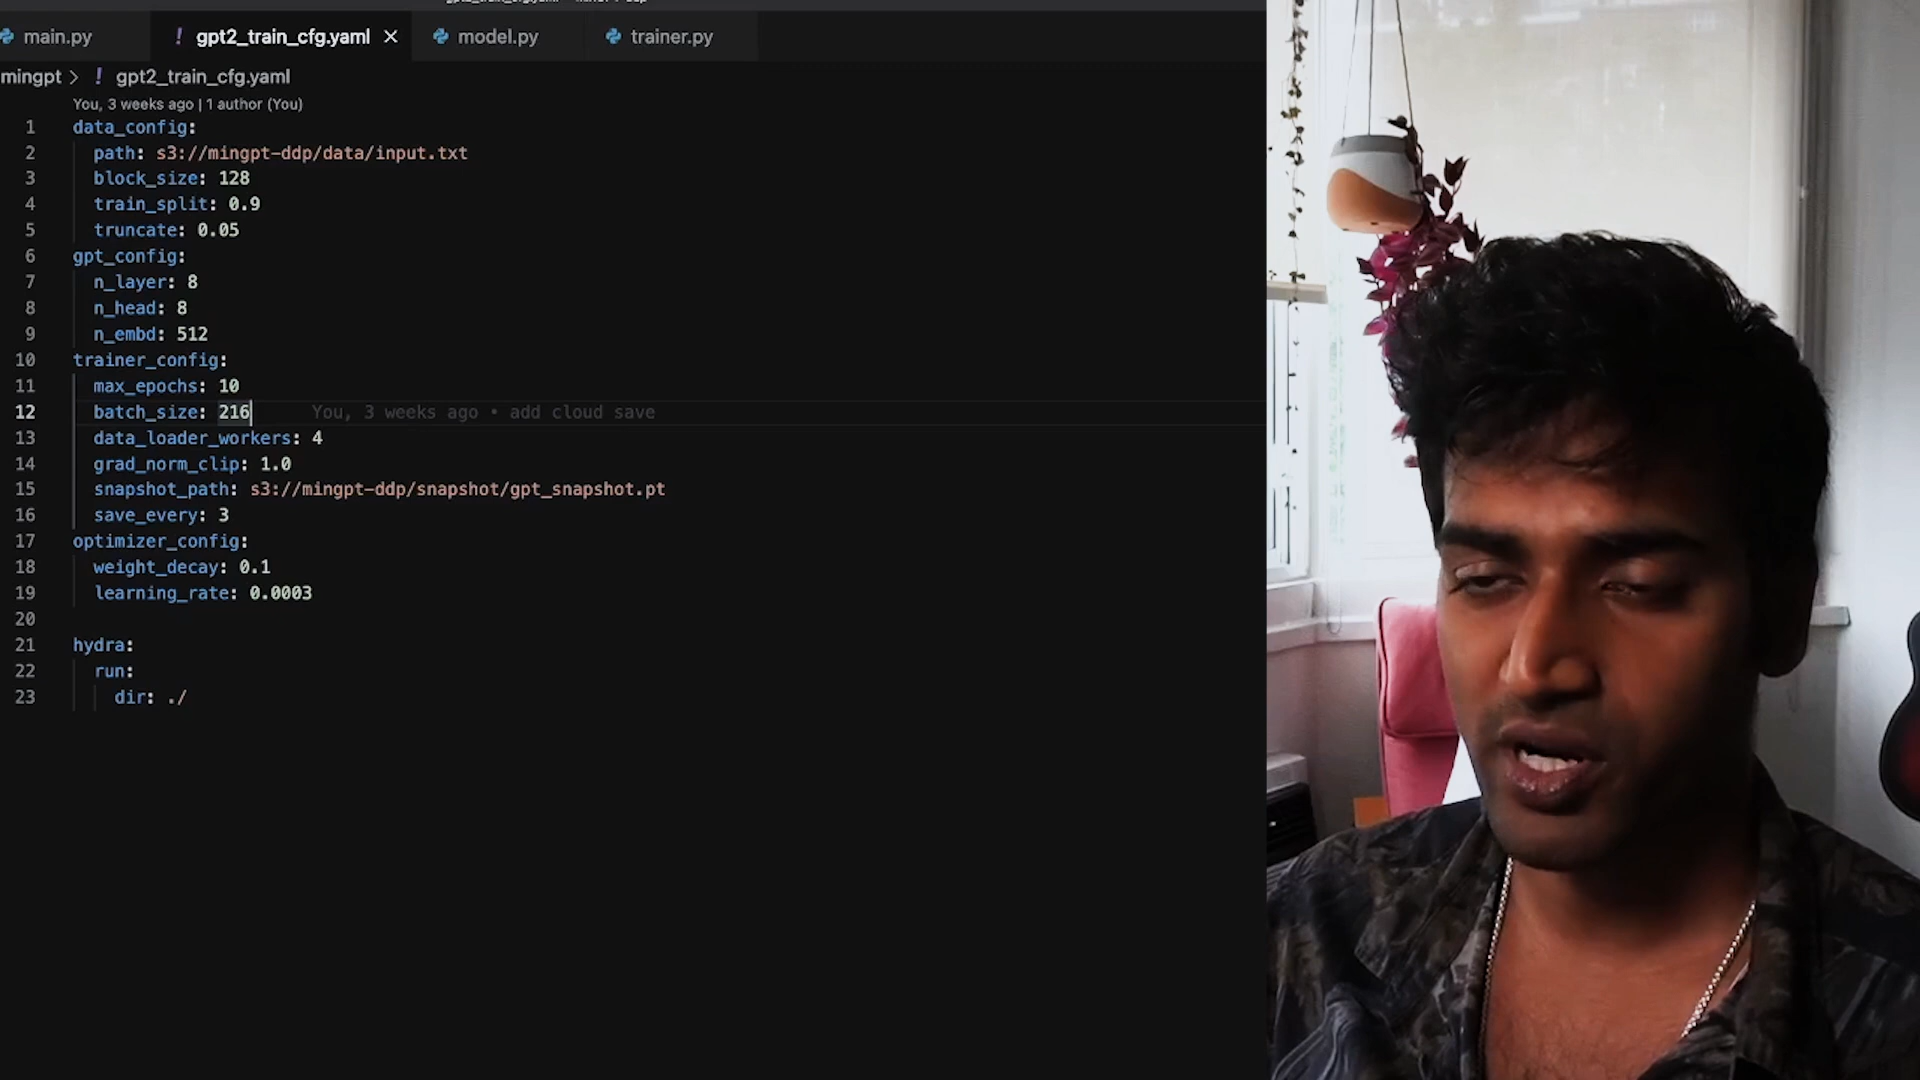 main.py
! gpt2_train_cfg.yaml ×
model.py
trainer.py
mingpt > ! gpt2_train_cfg.yaml
You, 3 weeks ago | 1 author (You)
1 data_config:
2 path: s3://mingpt-ddp/data/input.txt
3 block_size: 128
4 train_split: 0.9
5 truncate: 0.05
6 gpt_config:
7 n_layer: 8
8 n_head: 8
9 n_embd: 512
10 trainer_config:
11 max_epochs: 10
12 batch_size: 216 You, 3 weeks ago • add cloud save
13 data_loader_workers: 4
14 grad_norm_clip: 1.0
15 snapshot_path: s3://mingpt-ddp/snapshot/gpt_snapshot.pt
16 save_every: 3
17 optimizer_config:
18 weight_decay: 0.1
19 learning_rate: 0.0003
20
21 hydra:
22 run:
23 dir: ./